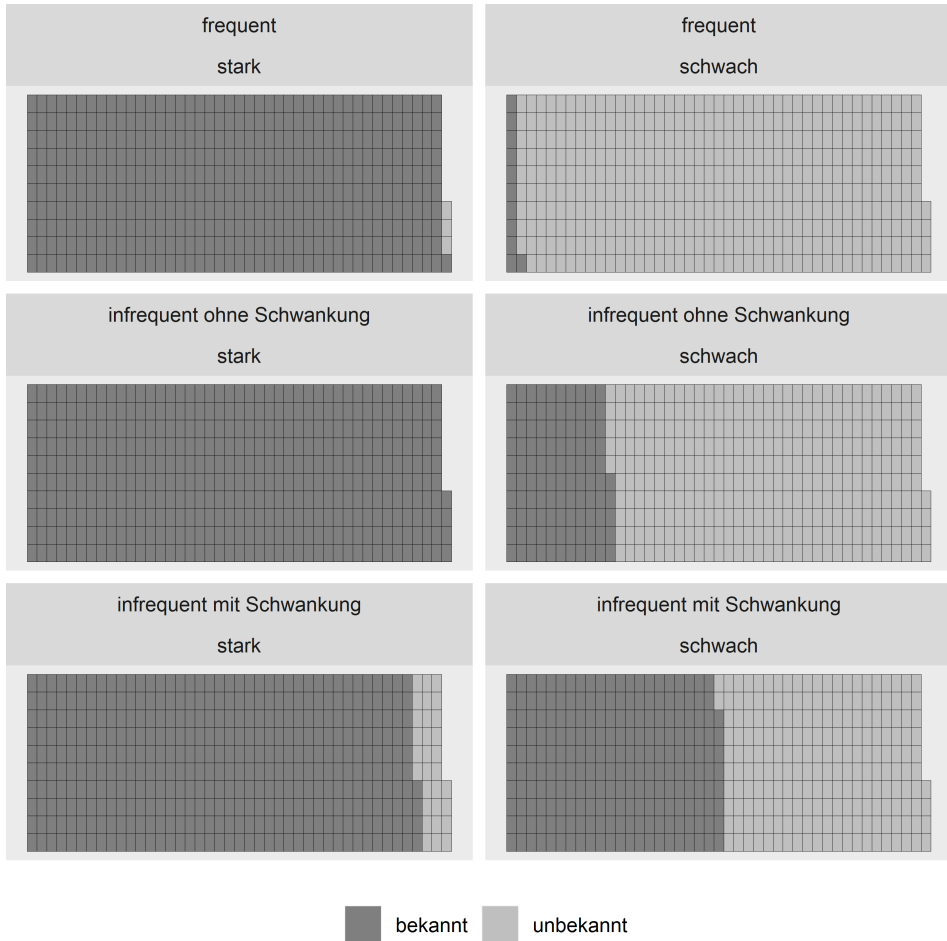 frequent
stark
frequent
schwach
infrequent ohne Schwankung
stark
infrequent ohne Schwankung
schwach
infrequent mit Schwankung
stark
infrequent mit Schwankung
schwach
bekannt
unbekannt